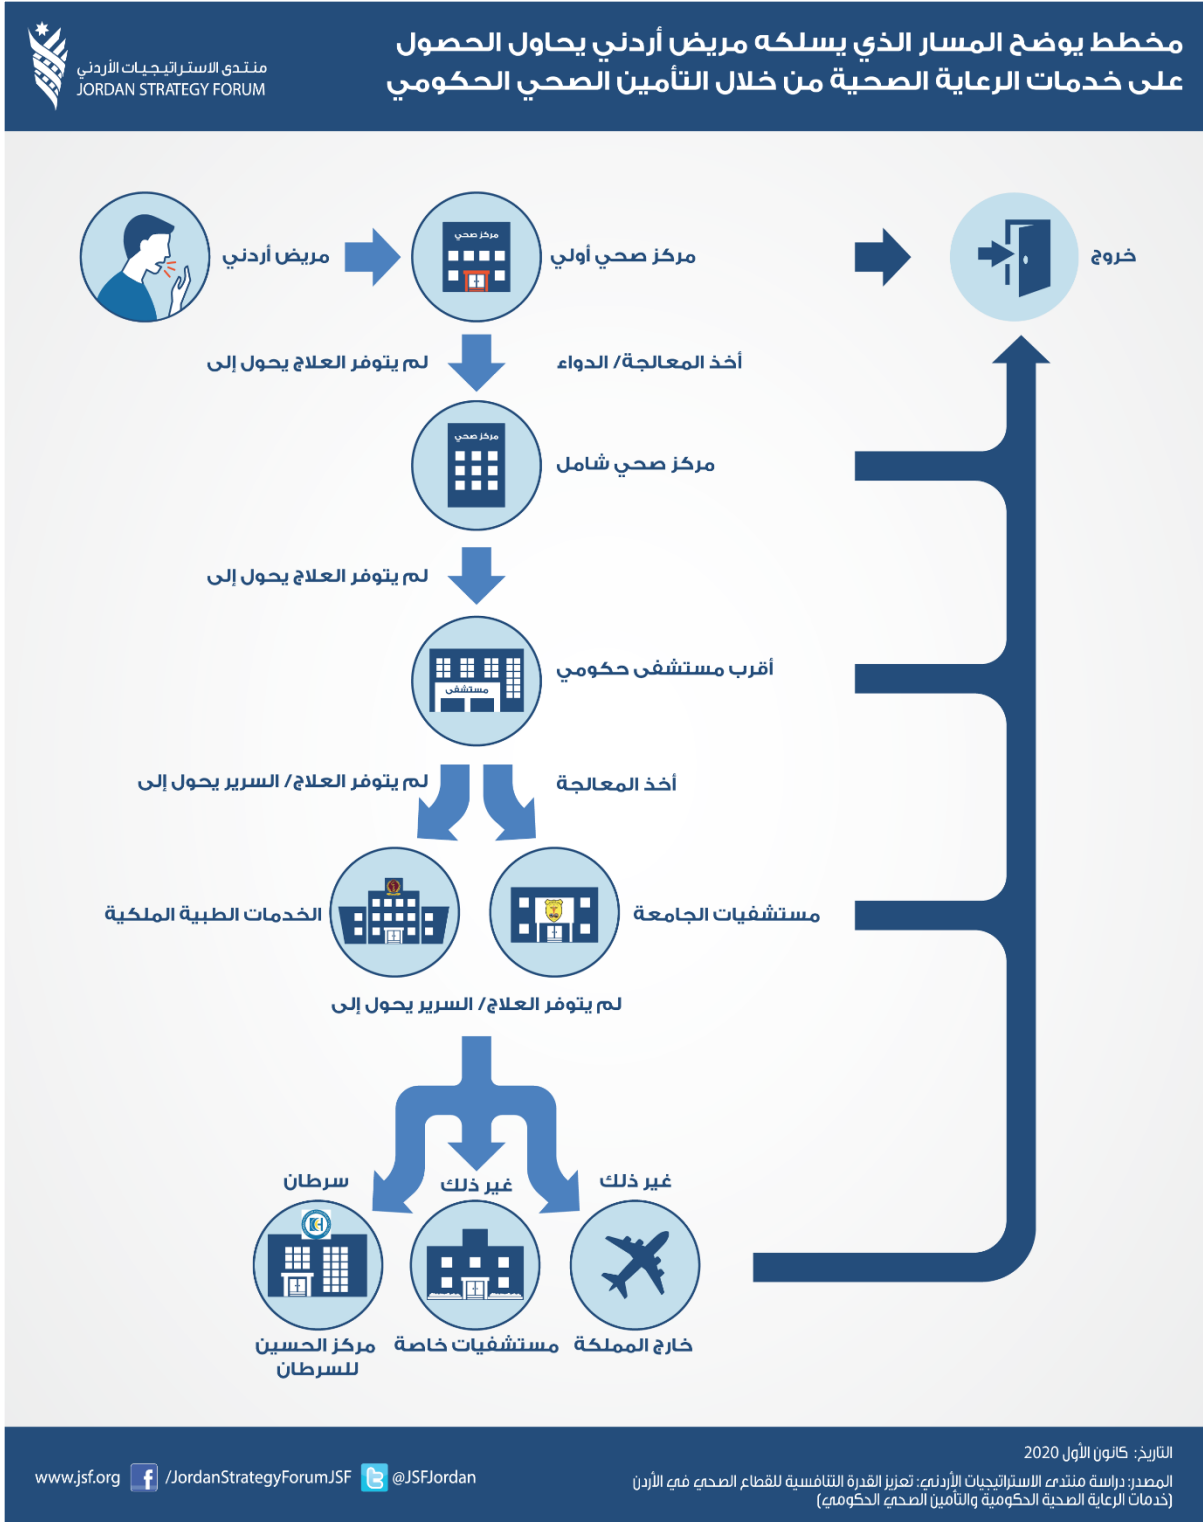 مخطط يوضح المسار الذي يسلكه مريض أردني يحاول الحصول
على خدمات الرعاية الصحية من خلال التأمين الصحي الحكومي
منتدى الاستراتيجيات الأردني
JORDAN STRATEGY FORUM
مريض أردني
مركز صحي
مركز صحي أولي
خروج
لم يتوفر العلاج يحول إلى
أخذ المعالجة/ الدواء
مركز صحي
مركز صحي شامل
لم يتوفر العلاج يحول إلى
مستشفى
أقرب مستشفى حكومي
لم يتوفر العلاج/ السرير يحول إلى
أخذ المعالجة
الخدمات الطبية الملكية
مستشفيات الجامعة
لم يتوفر العلاج/ السرير يحول إلى
غير ذلك
غير ذلك
سرطان
خارج المملكة
مستشفيات خاصة
مركز الحسين
للسرطان
التاريخ: كانون الأول 2020
المصدر: دراسة منتدى الاستراتيجيات الأردني: تعزيز القدرة التنافسية للقطاع الصحي في الأردن
(خدمات الرعاية الصحية الحكومية والتأمين الصحي الحكومي)
www.jsf.org /JordanStrategyForumJSF @JSFJordan